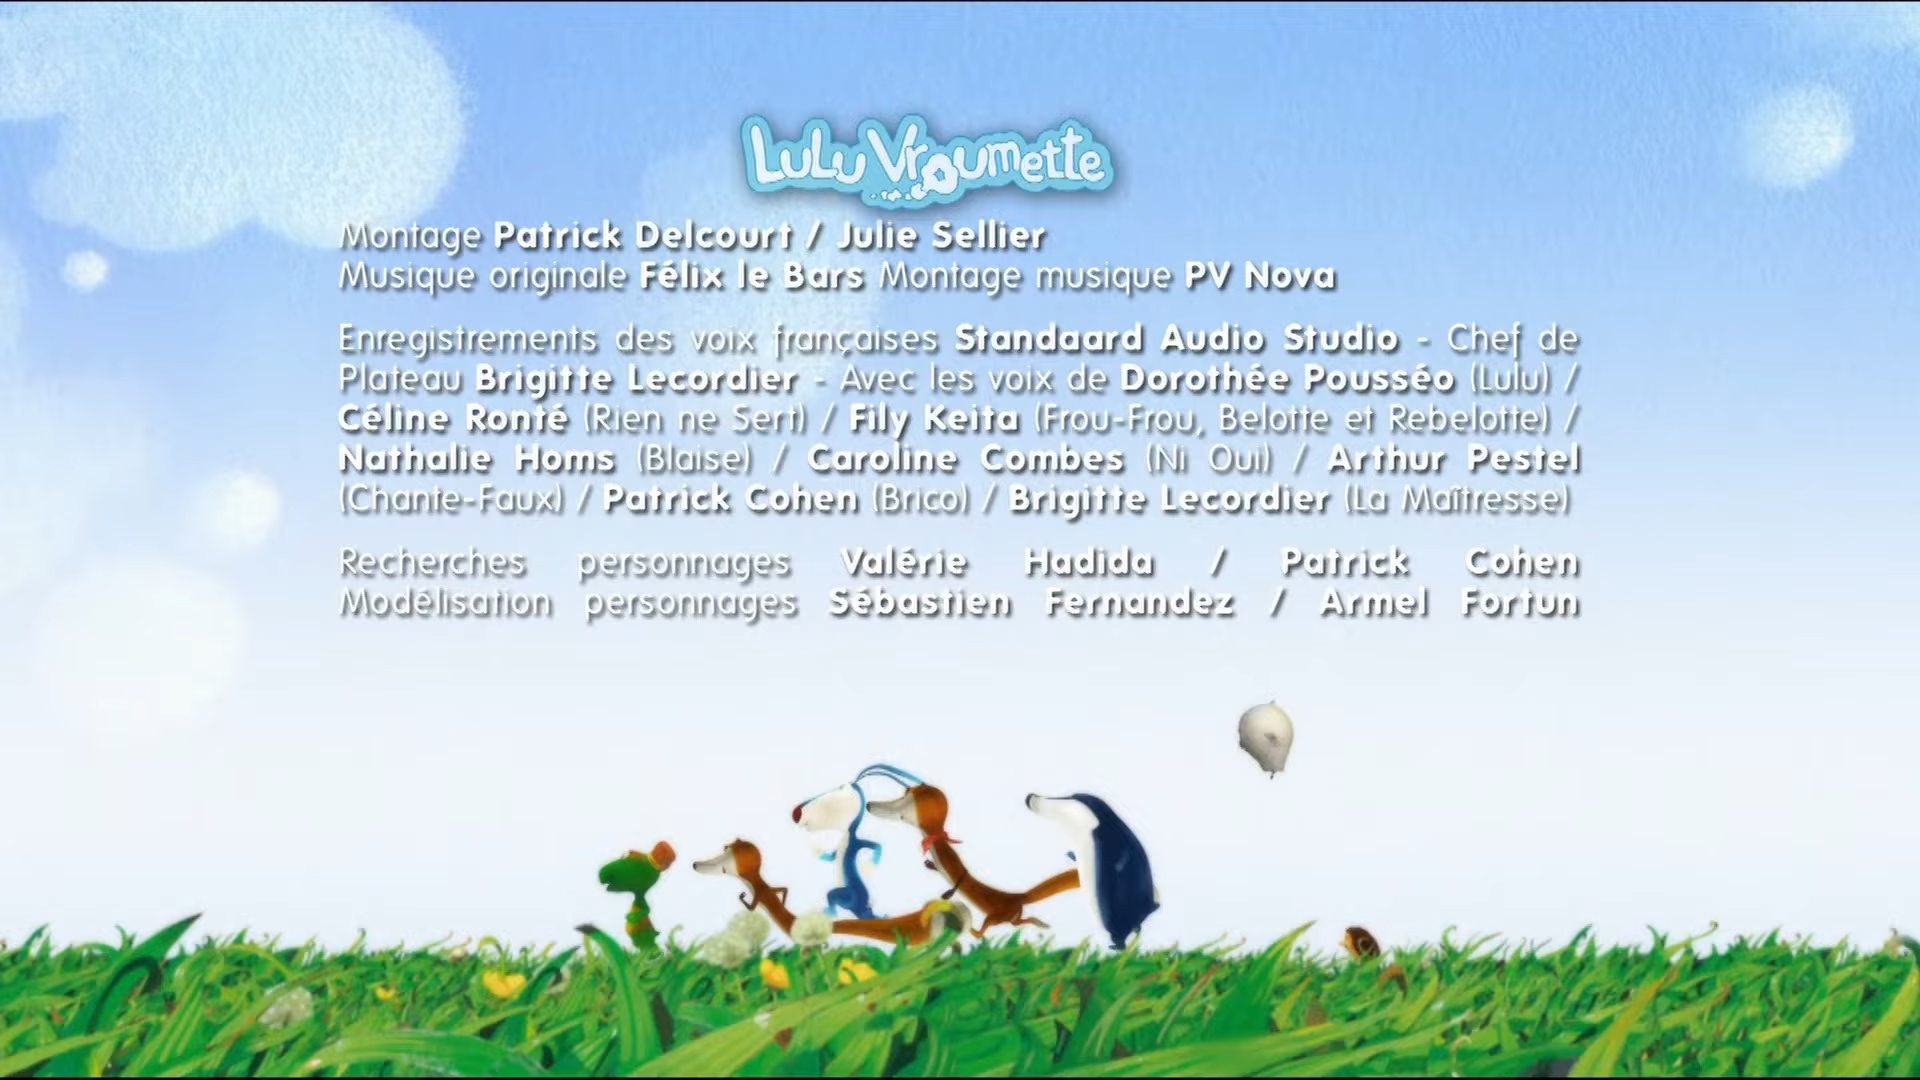 Lulu Vroumette
Montage Patrick Delcourt / Julie Sellier
Musique originale Félix le Bars Montage musique PV Nova
Enregistrements des voix françaises Standaard Audio Studio - Chef de
Plateau Brigitte Lecordier - Avec les voix de Dorothée Pousséo (Lulu) /
Céline Ronté (Rien ne Sert) / Fily Keita (Frou-Frou, Belotte et Rebelotte) /
Nathalie Homs (Blaise) / Caroline Combes (Ni Oui) / Arthur Pestel
(Chante-Faux) / Patrick Cohen (Brico) / Brigitte Lecordier (La Maîtresse)
Recherches personnages Valérie Hadida / Patrick Cohen
Modélisation personnages Sébastien Fernandez / Armel Fortun